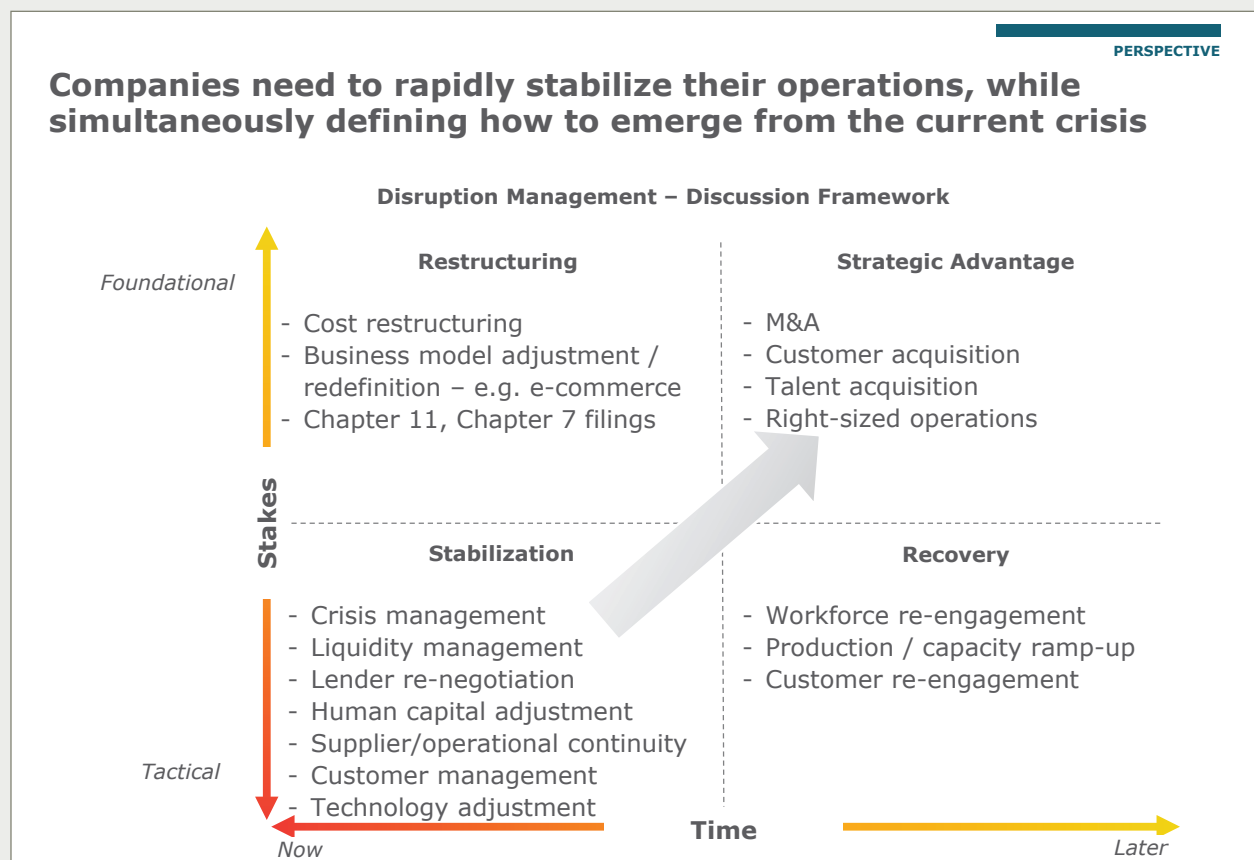 PERSPECTIVE
Companies need to rapidly stabilize their operations, while
simultaneously defining how to emerge from the current crisis
Disruption Management – Discussion Framework
Foundational
Restructuring
- Cost restructuring
- Business model adjustment /
redefinition – e.g. e-commerce
- Chapter 11, Chapter 7 filings
Strategic Advantage
- M&A
- Customer acquisition
- Talent acquisition
- Right-sized operations
Stakes
Stabilization
- Crisis management
- Liquidity management
- Lender re-negotiation
- Human capital adjustment
- Supplier/operational continuity
- Customer management
- Technology adjustment
Recovery
- Workforce re-engagement
- Production / capacity ramp-up
- Customer re-engagement
Tactical
Time
Now
Later